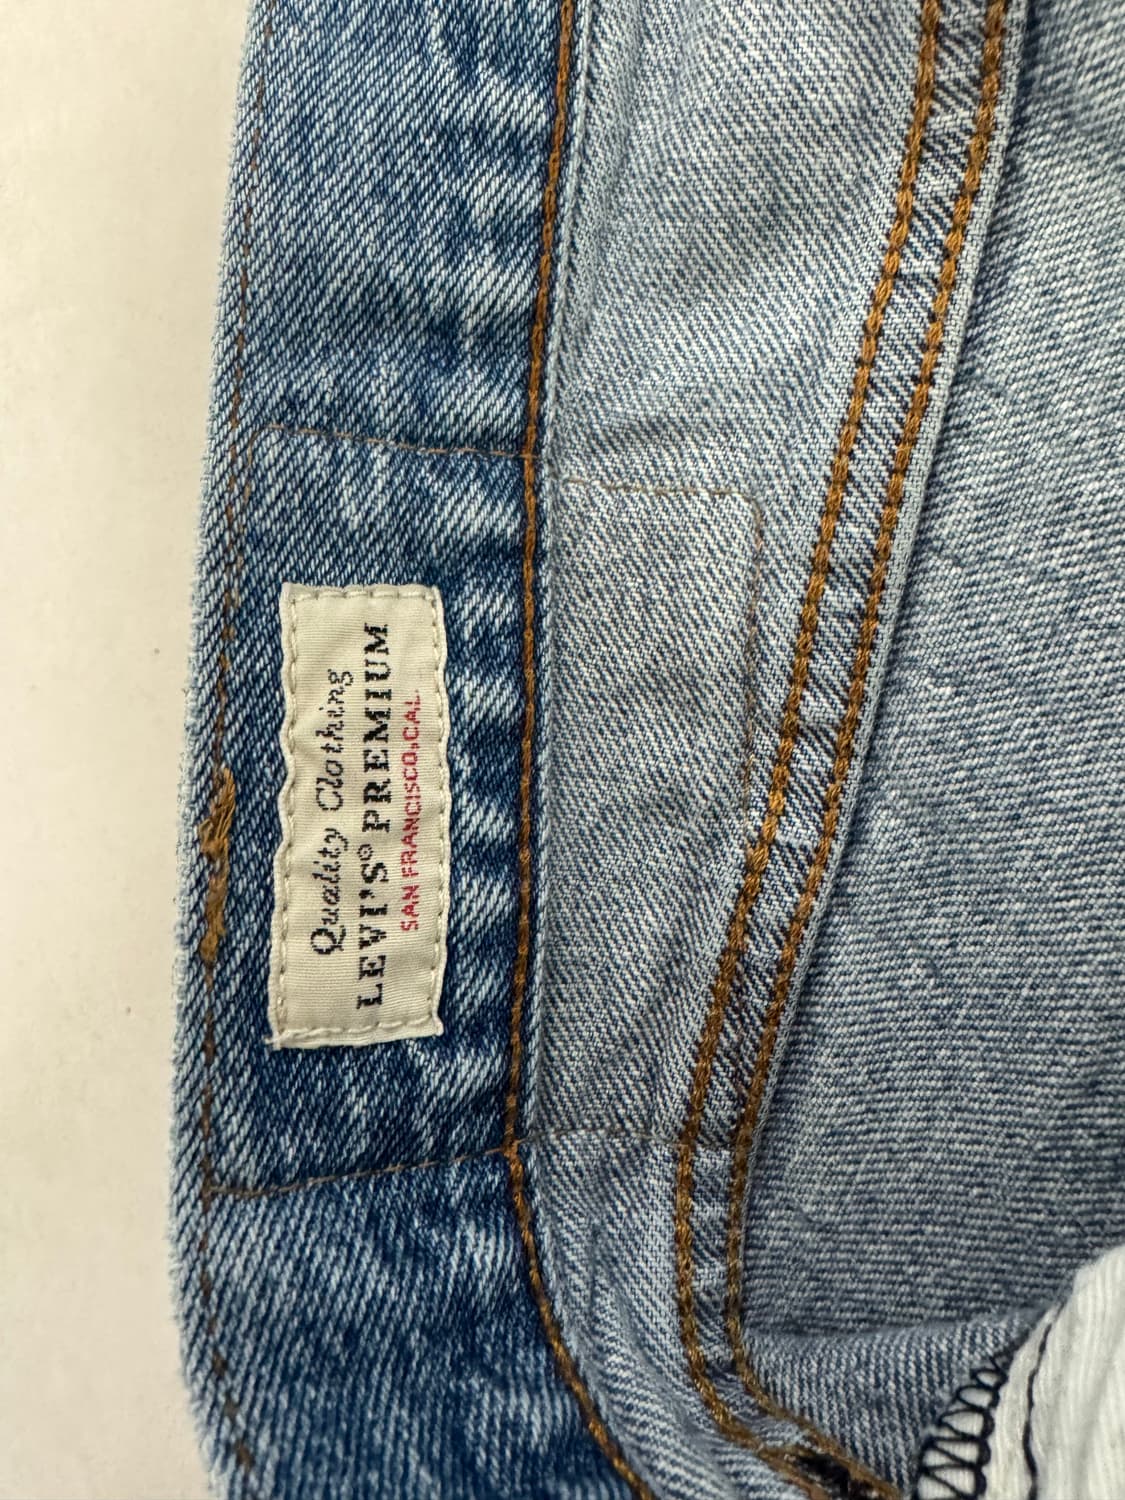 Quality Clothing
LEVI'S® PREMIUM
SAN FRANCISCO,CAL.